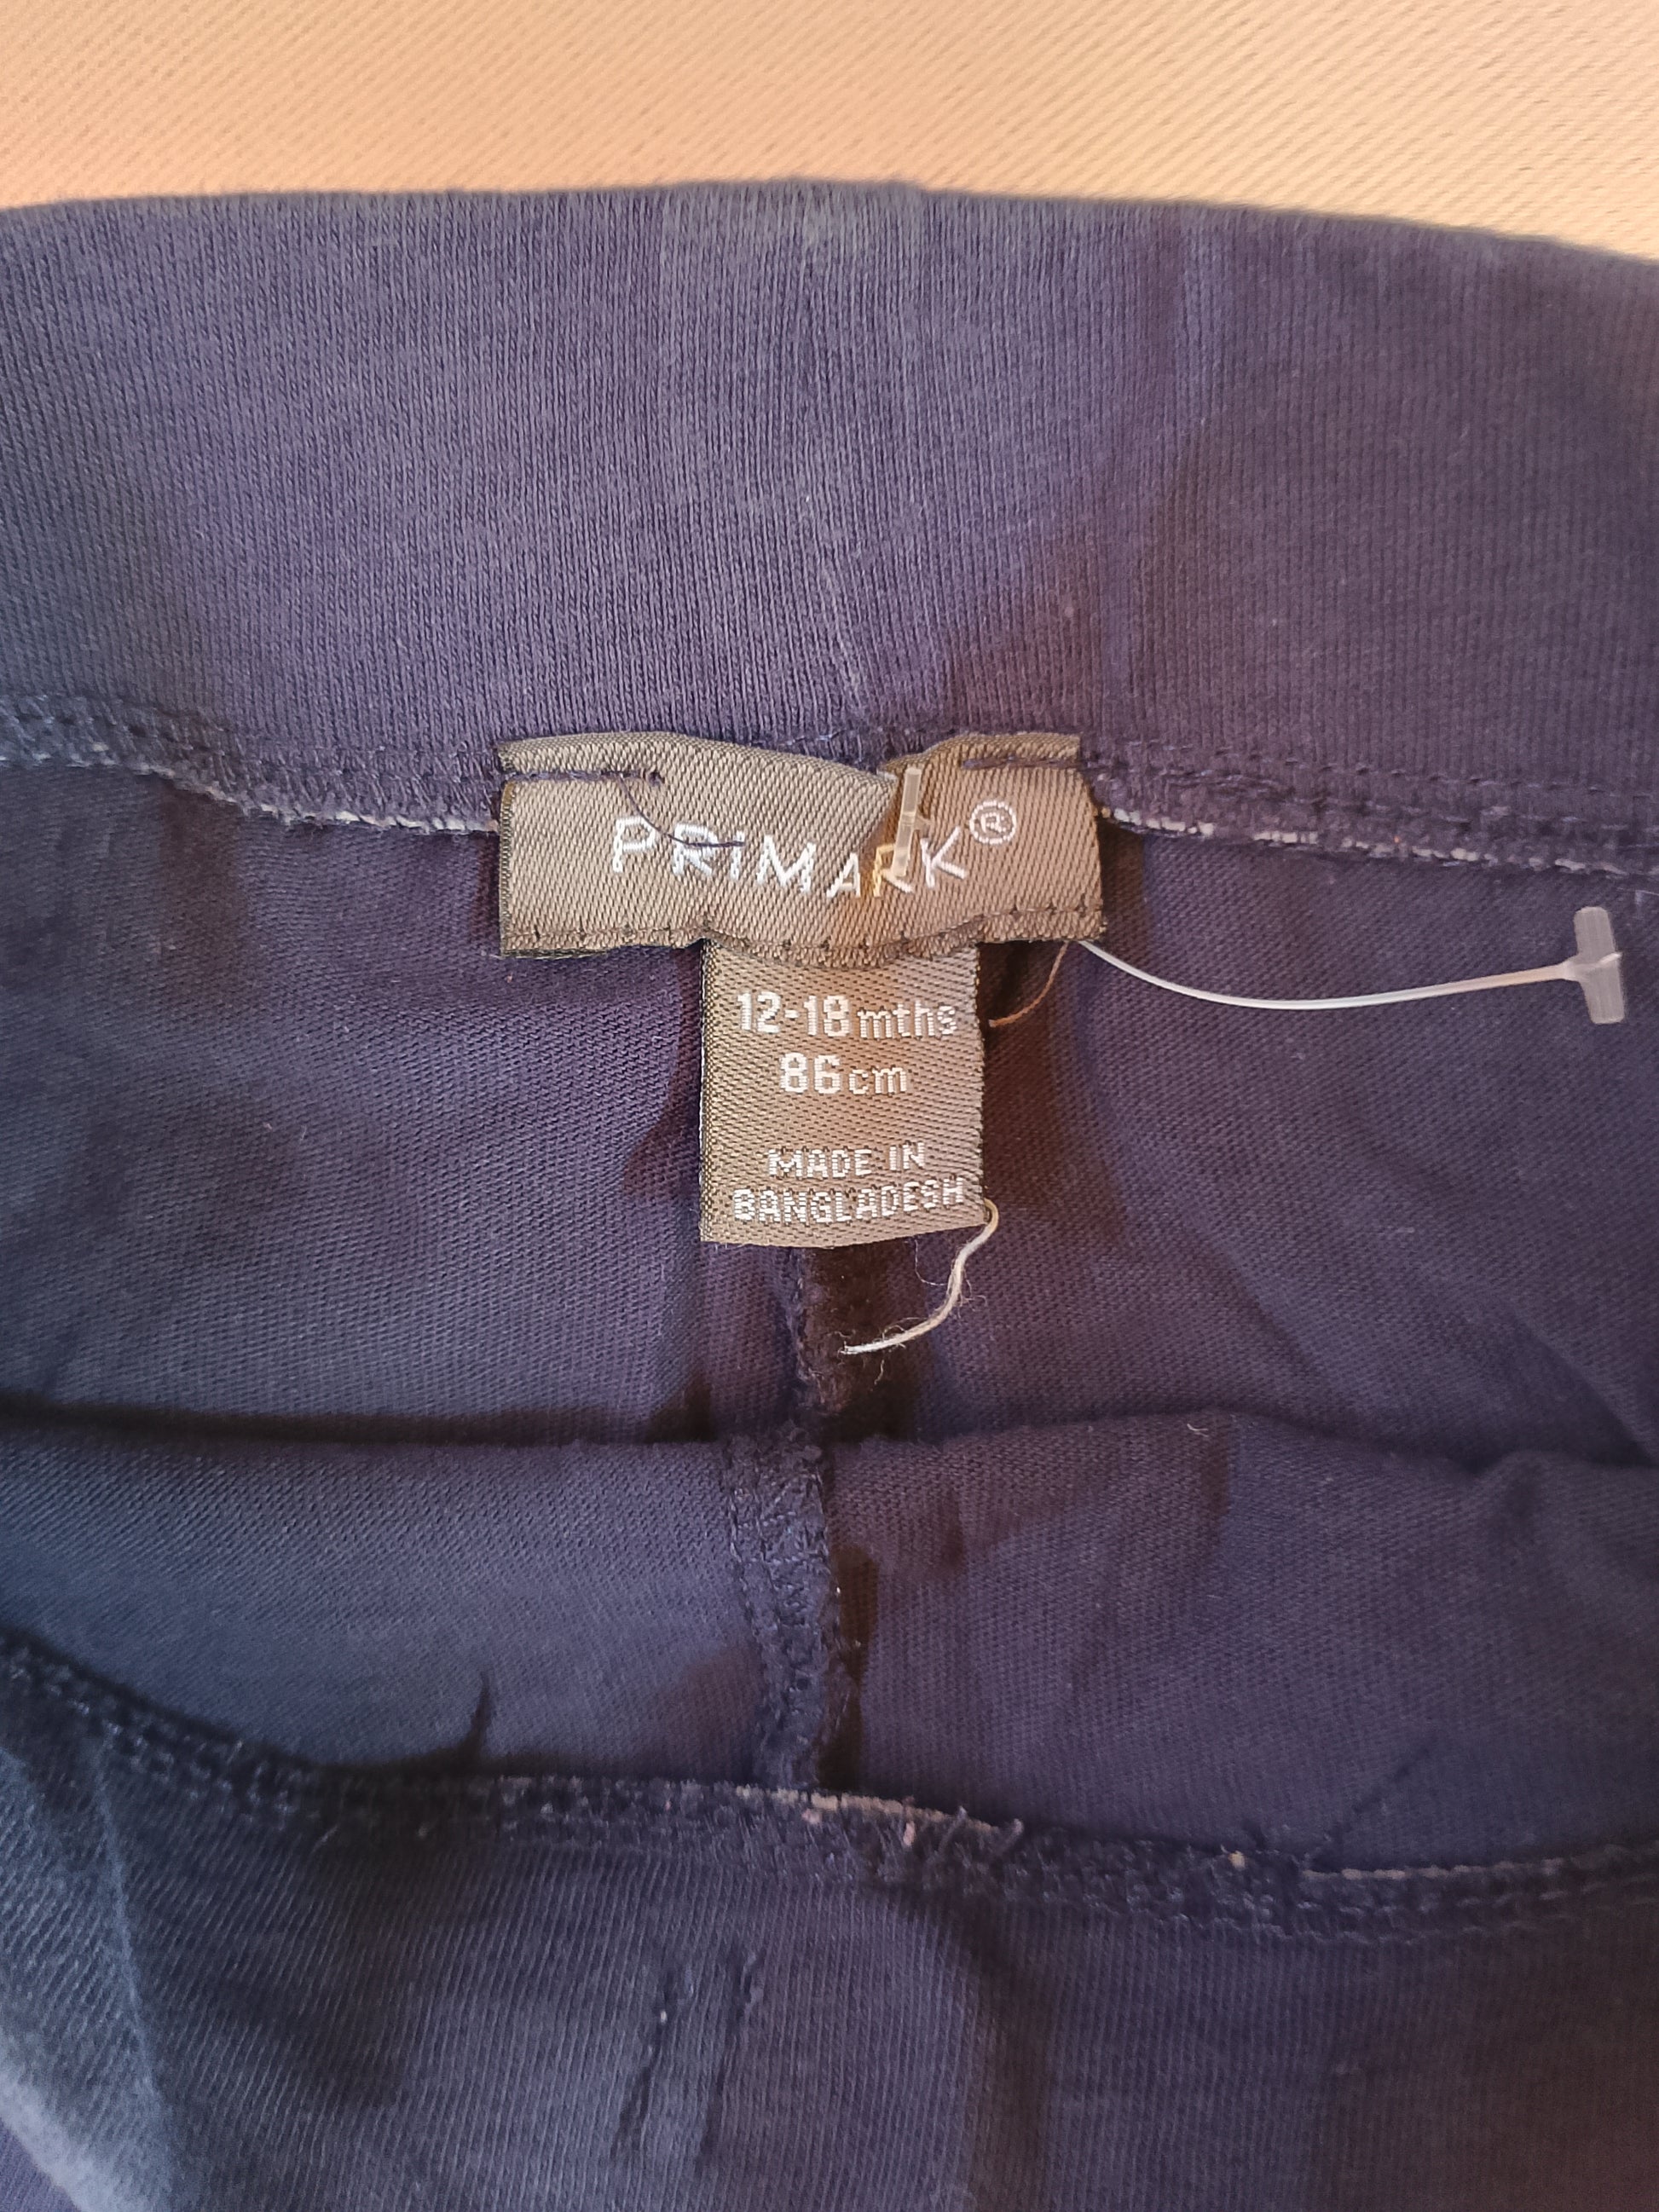 PRIMARK®
12-18 mths
86 cm
MADE IN
BANGLADESH